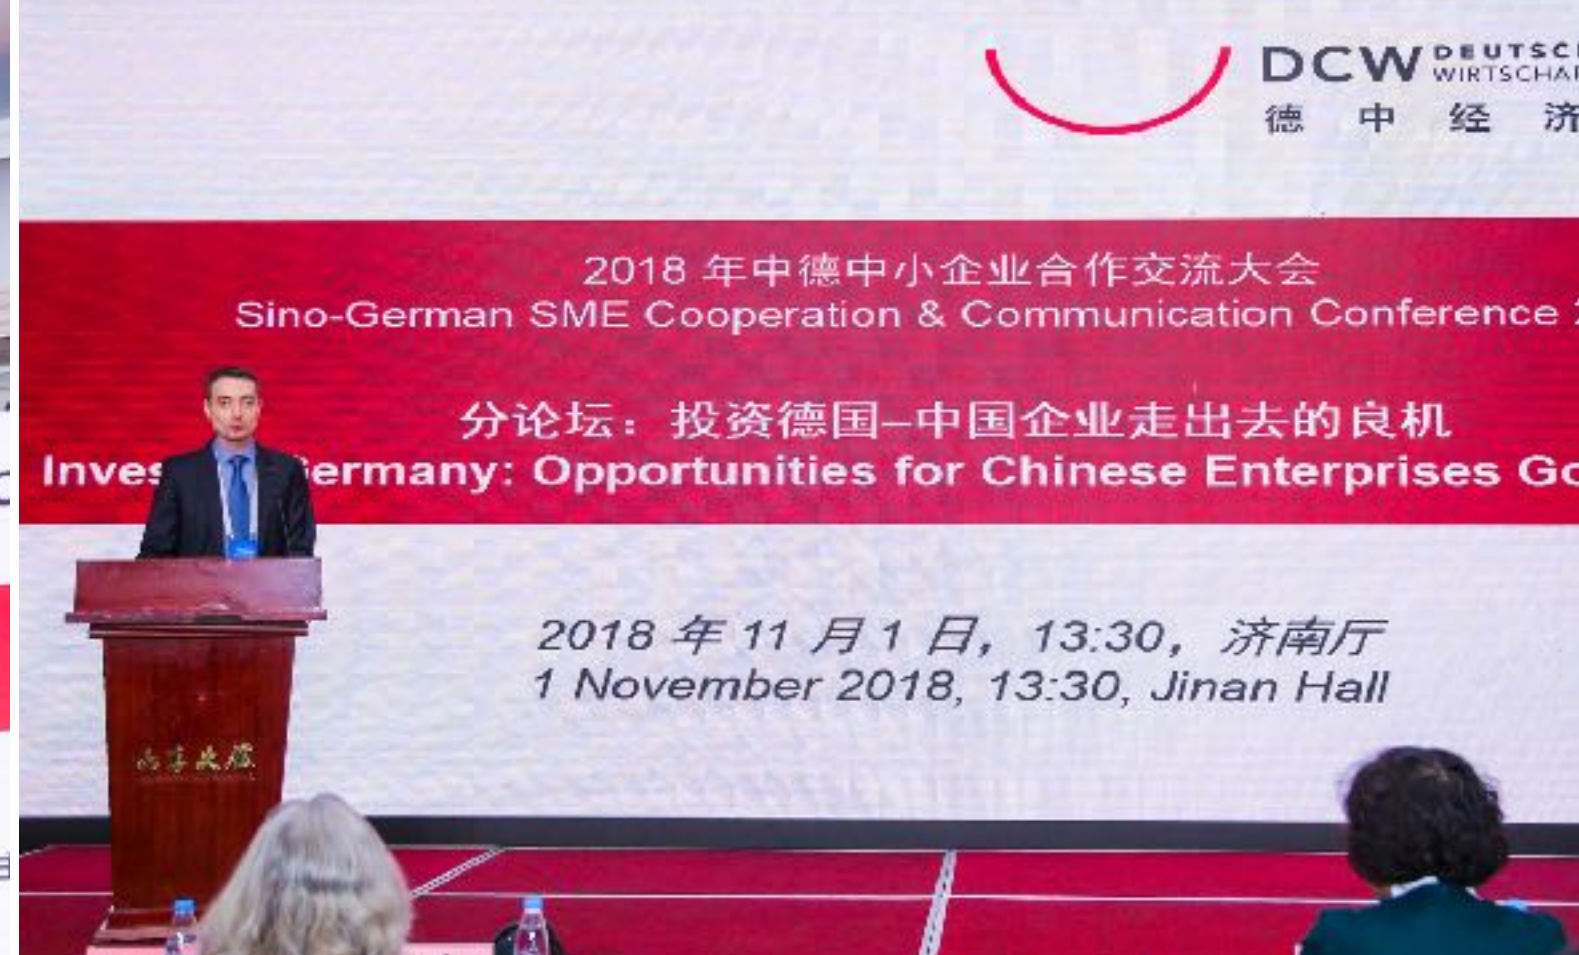 DCW DEUTSCH
WIRTSCHAF
德 中 经 济
2018 年中德中小企业合作交流大会
Sino-German SME Cooperation & Communication Conference
分论坛：投资德国–中国企业走出去的良机
Inves ermany: Opportunities for Chinese Enterprises Go
2018 年 11 月 1 日，13:30，济南厅
1 November 2018, 13:30, Jinan Hall